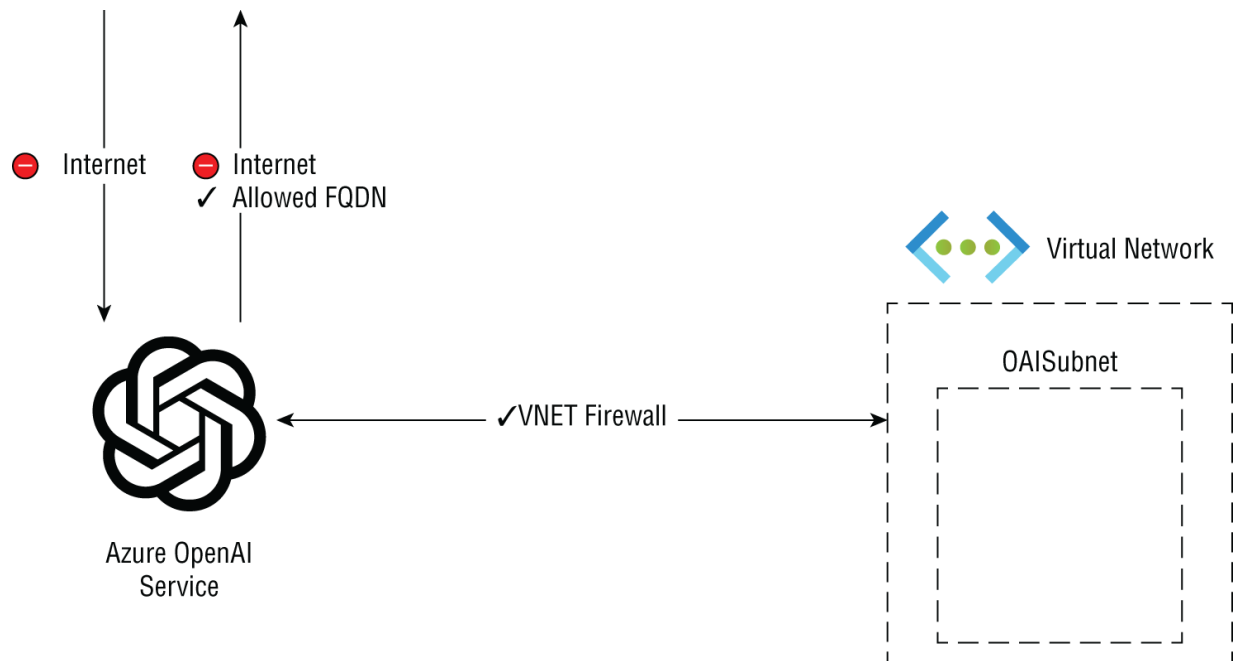 Internet
Internet
✓ Allowed FQDN
Virtual Network
OAISubnet
✓VNET Firewall
Azure OpenAI
Service